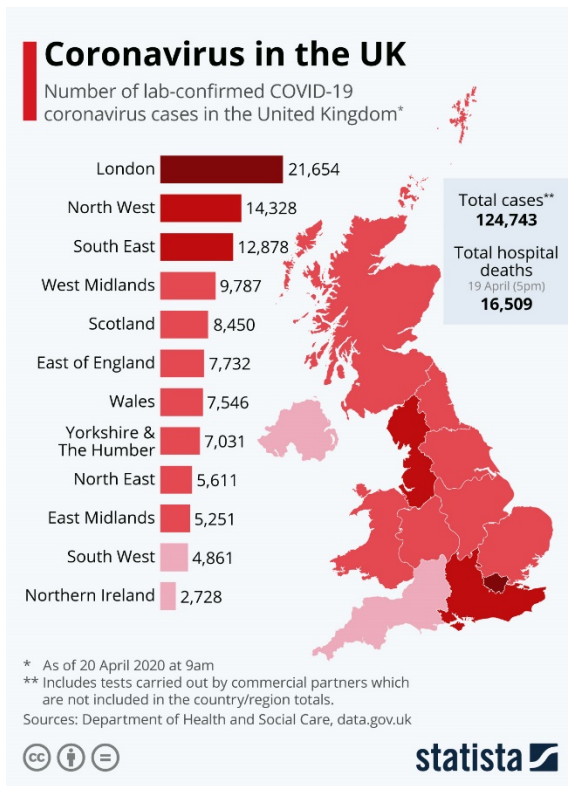 Coronavirus in the UK
Number of lab-confirmed COVID-19
coronavirus cases in the United Kingdom*
London 21,654
North West 14,328
South East 12,878
West Midlands 9,787
Scotland 8,450
East of England 7,732
Wales 7,546
Yorkshire &
The Humber 7,031
North East 5,611
East Midlands 5,251
South West 4,861
Northern Ireland 2,728
Total cases**
124,743
Total hospital
deaths
19 April (5pm)
16,509
* As of 20 April 2020 at 9am
** Includes tests carried out by commercial partners which
are not included in the country/region totals.
Sources: Department of Health and Social Care, data.gov.uk
cc
statista